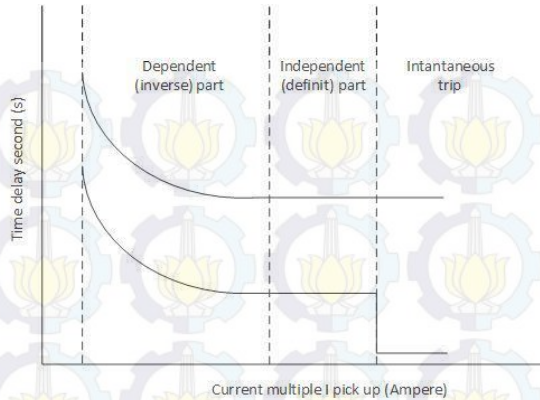 Dependent
(inverse) part
Independent
(definit) part
Intantaneous
trip
Time delay second (s)
Current multiple I pick up (Ampere)